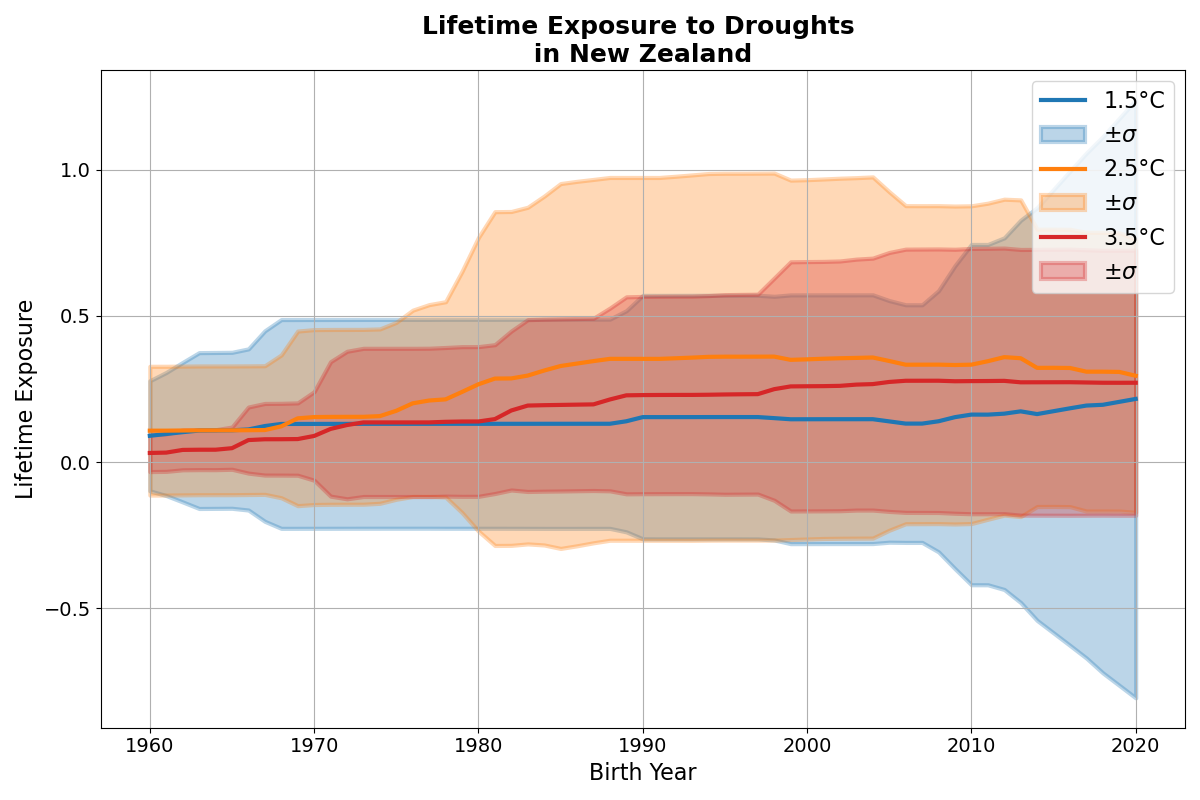 Lifetime Exposure to Droughts
in New Zealand
1.5°C
±σ
2.5°C
±σ
3.5°C
±σ
1.0
0.5
0.0
−0.5
Lifetime Exposure
1960 1970 1980 1990 2000 2010 2020
Birth Year